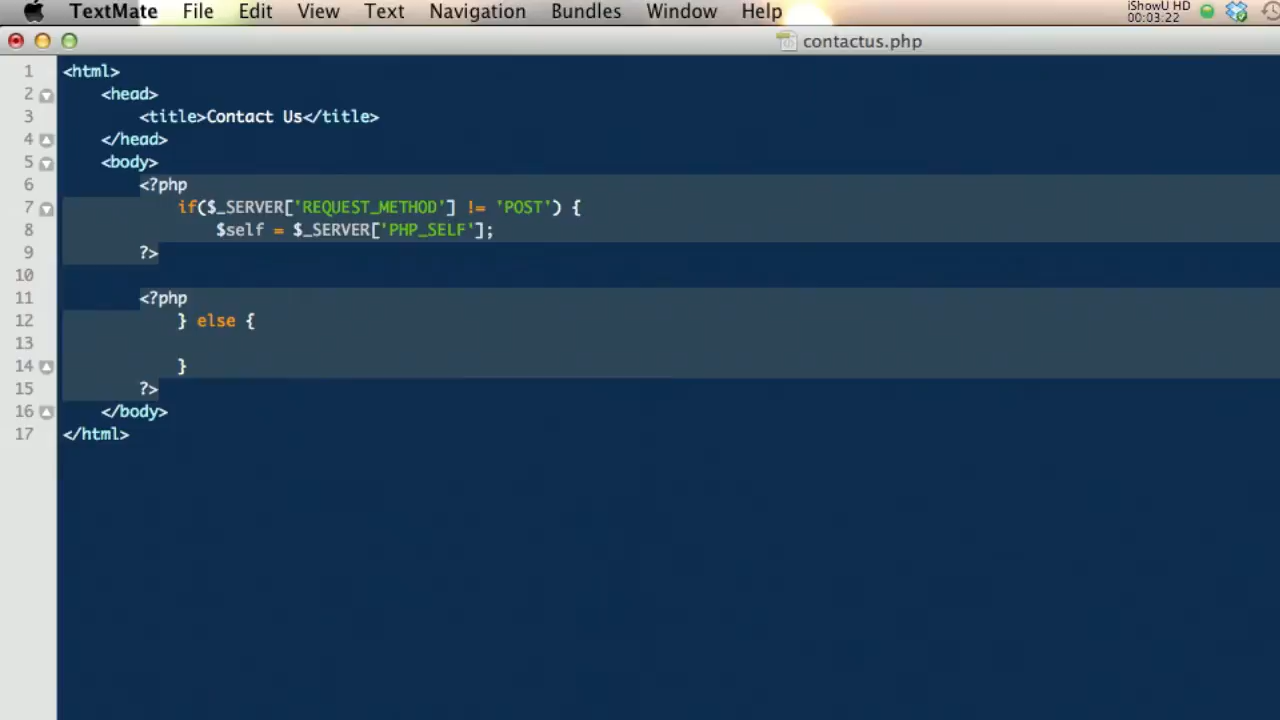 TextMate File Edit View Text Navigation Bundles Window Help iShowU HD
00:03:22
contactus.php
1 <html>
2 <head>
3 <title>Contact Us</title>
4 </head>
5 <body>
6 <?php
7 if($_SERVER['REQUEST_METHOD'] != 'POST') {
8 $self = $_SERVER['PHP_SELF'];
9 ?>
10
11 <?php
12 } else {
13
14 }
15 ?>
16 </body>
17 </html>